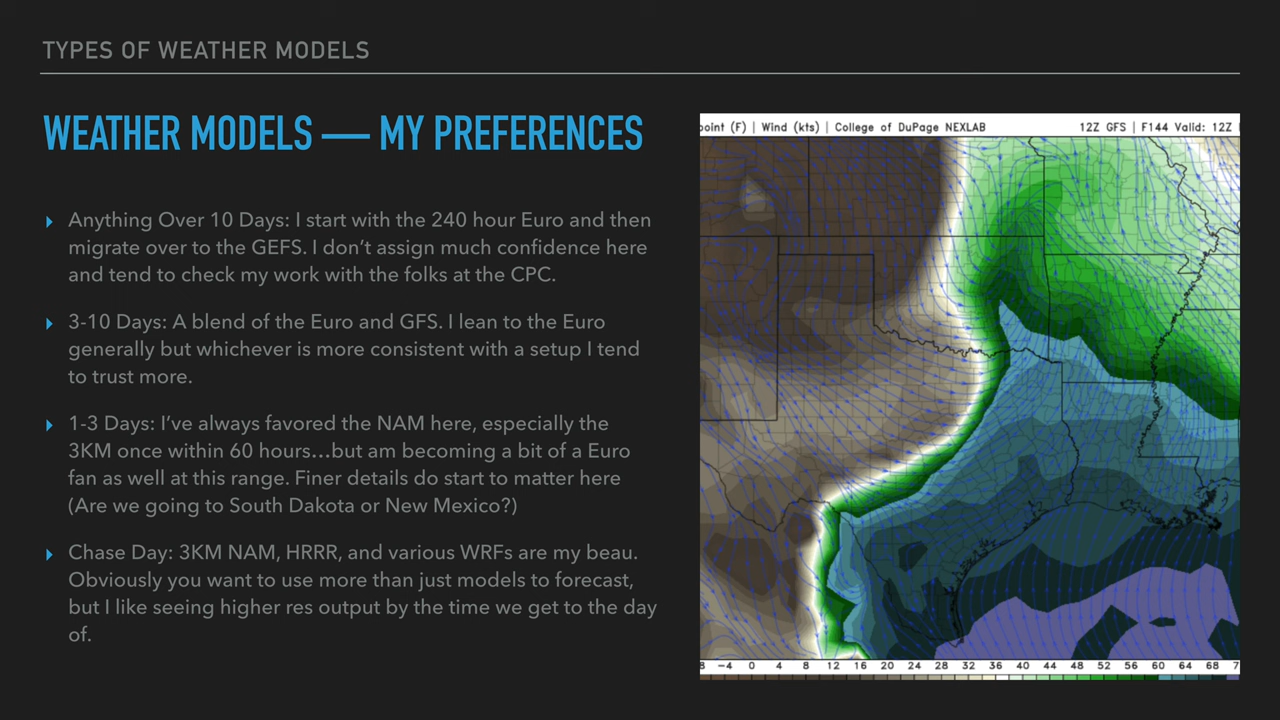 TYPES OF WEATHER MODELS
WEATHER MODELS — MY PREFERENCES
Anything Over 10 Days: I start with the 240 hour Euro and then
migrate over to the GEFS. I don’t assign much confidence here
and tend to check my work with the folks at the CPC.
3-10 Days: A blend of the Euro and GFS. I lean to the Euro
generally but whichever is more consistent with a setup I tend
to trust more.
1-3 Days: I’ve always favored the NAM here, especially the
3KM once within 60 hours...but am becoming a bit of a Euro
fan as well at this range. Finer details do start to matter here
(Are we going to South Dakota or New Mexico?)
Chase Day: 3KM NAM, HRRR, and various WRFs are my beau.
Obviously you want to use more than just models to forecast,
but I like seeing higher res output by the time we get to the day
of.
point (F) | Wind (kts) | College of DuPage NEXLAB 12Z GFS | F144 Valid: 12Z
8 -4 0 4 8 12 16 20 24 28 32 36 40 44 48 52 56 60 64 68 7